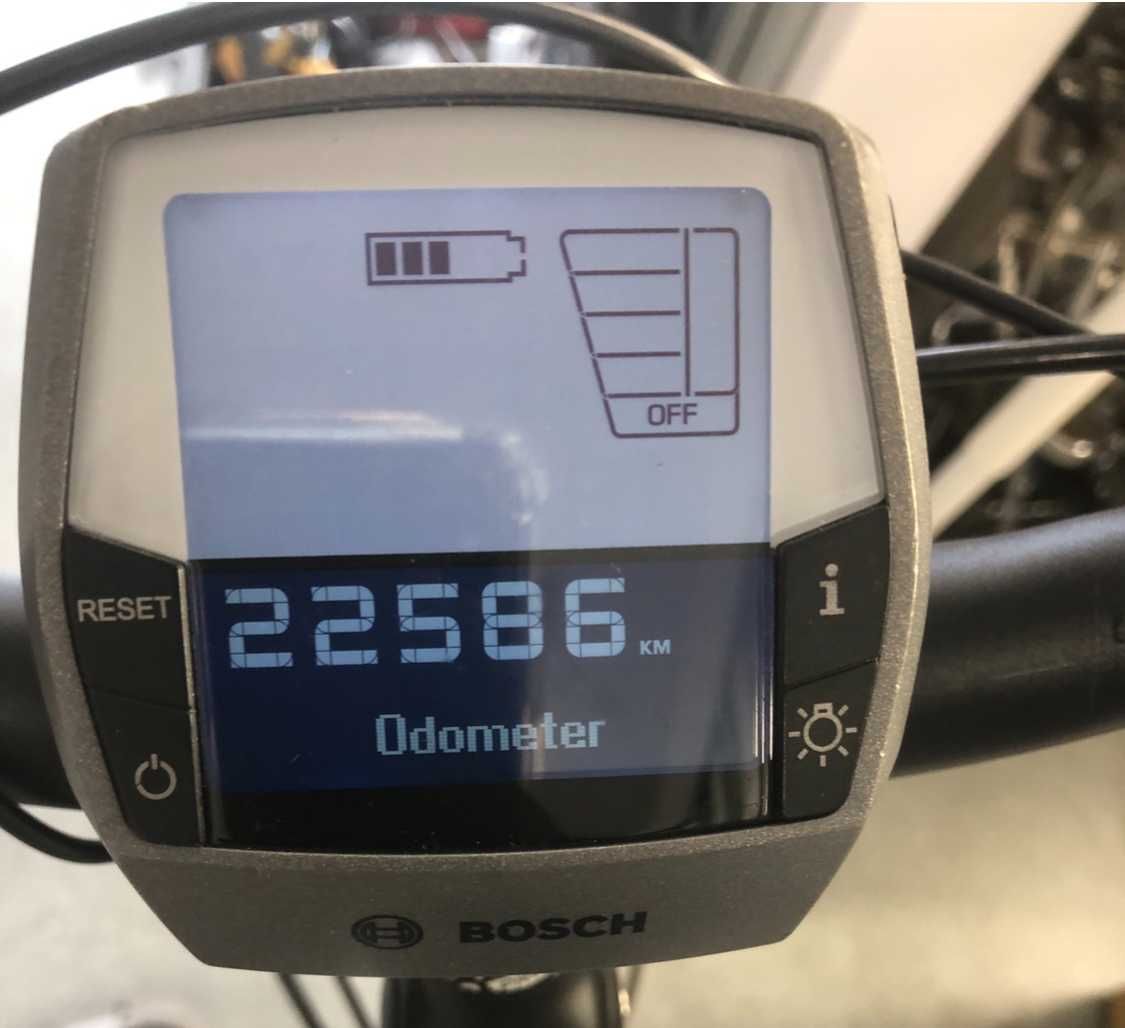 OFF
RESET
i
22586 KM
Odometer
BOSCH